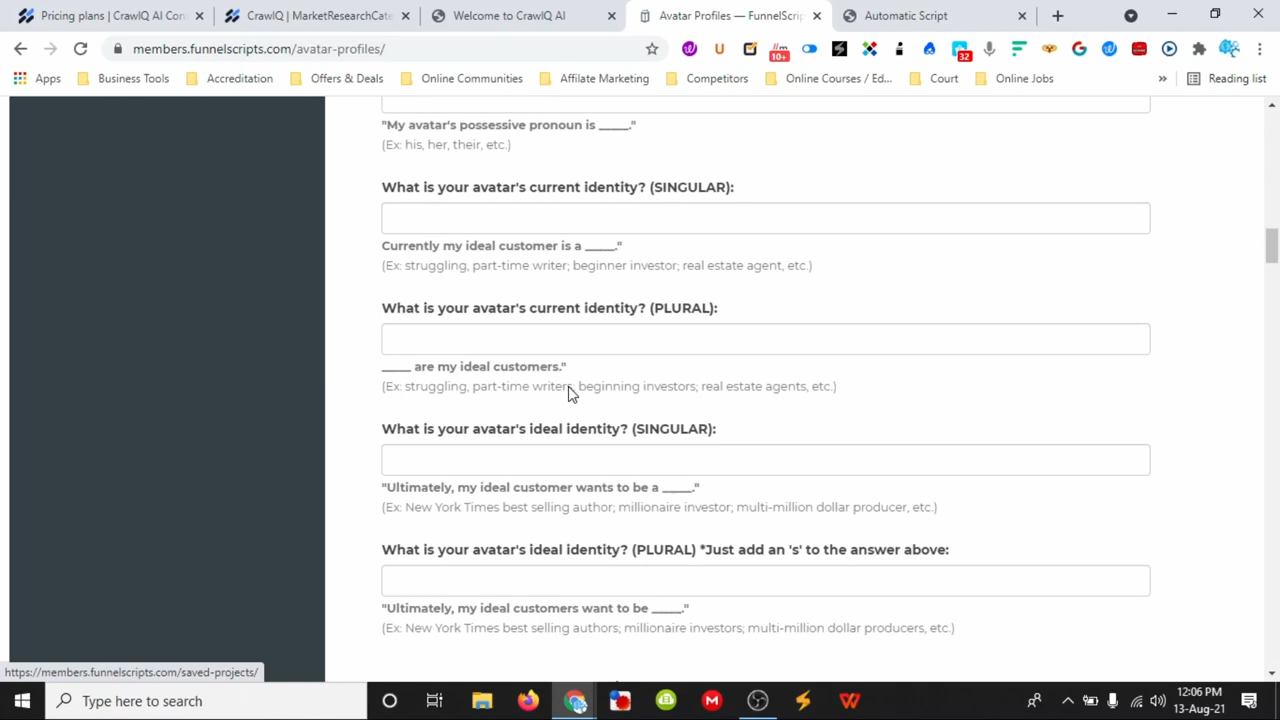 Pricing plans | CrawlQ AI Con
CrawlQ | MarketResearchCate
Welcome to CrawlQ AI
Avatar Profiles — FunnelScrip
Automatic Script
members.funnelscripts.com/avatar-profiles/
10+
32
Apps
Business Tools
Accreditation
Offers & Deals
Online Communities
Affilate Marketing
Competitors
Online Courses / Ed...
Court
Online Jobs
»
Reading list
"My avatar's possessive pronoun is _____."
(Ex: his, her, their, etc.)
What is your avatar's current identity? (SINGULAR):
Currently my ideal customer is a _____."
(Ex: struggling, part-time writer; beginner investor; real estate agent, etc.)
What is your avatar's current identity? (PLURAL):
_____ are my ideal customers."
(Ex: struggling, part-time writers; beginning investors; real estate agents, etc.)
What is your avatar's ideal identity? (SINGULAR):
"Ultimately, my ideal customer wants to be a _____."
(Ex: New York Times best selling author; millionaire investor; multi-million dollar producer, etc.)
What is your avatar's ideal identity? (PLURAL) *Just add an 's' to the answer above:
"Ultimately, my ideal customers want to be _____."
(Ex: New York Times best selling authors; millionaire investors; multi-million dollar producers, etc.)
https://members.funnelscripts.com/saved-projects/
Type here to search
12:06 PM
13-Aug-21